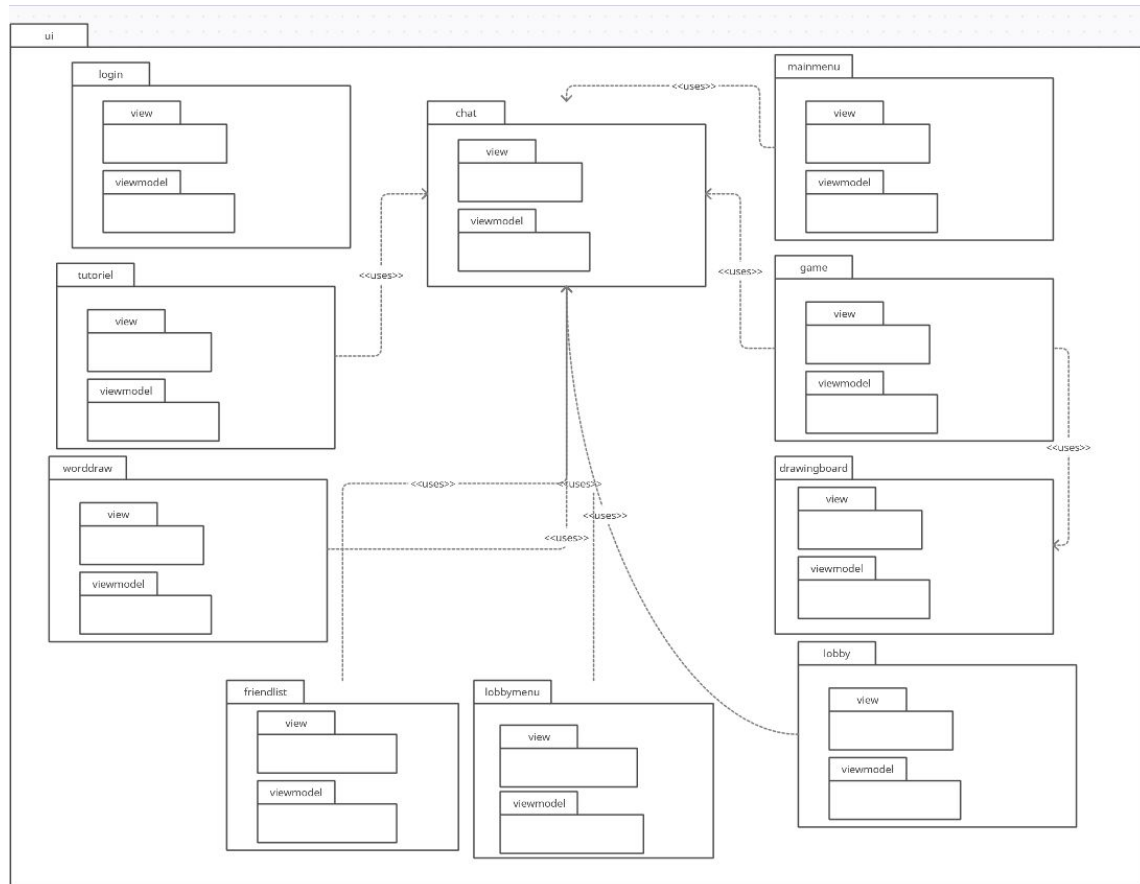 ui
login
view
viewmodel
chat
view
viewmodel
mainmenu
view
viewmodel
<<uses>>
tutoriel
view
viewmodel
<<uses>>
<<uses>>
game
view
viewmodel
<<uses>>
worddraw
view
viewmodel
<<uses>>
<<uses>>
<<uses>>
<<uses>>
drawingboard
view
viewmodel
friendlist
view
viewmodel
lobbymenu
view
viewmodel
lobby
view
viewmodel